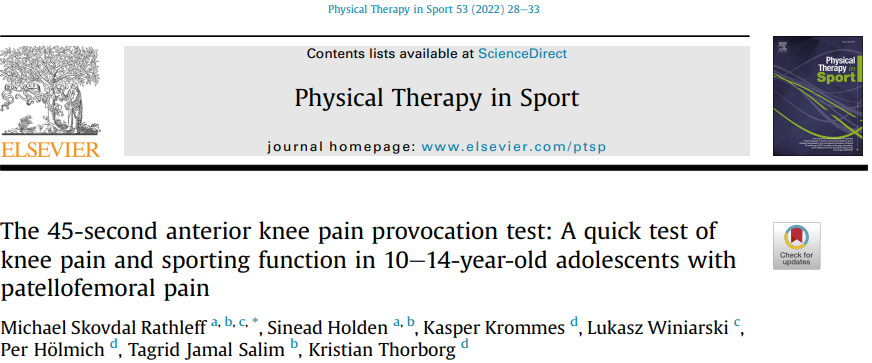 Physical Therapy in Sport 53 (2022) 28–33
Contents lists available at ScienceDirect
Physical Therapy in Sport
journal homepage: www.elsevier.com/ptsp
ELSEVIER
Physical
Therapy in
Sport
The 45-second anterior knee pain provocation test: A quick test of
knee pain and sporting function in 10–14-year-old adolescents with
patellofemoral pain
Check for
updates
Michael Skovdal Rathleff a, b, c, *, Sinead Holden a, b, Kasper Krommes d, Lukasz Winiarski c,
Per Hölmich d, Tagrid Jamal Salim b, Kristian Thorborg d